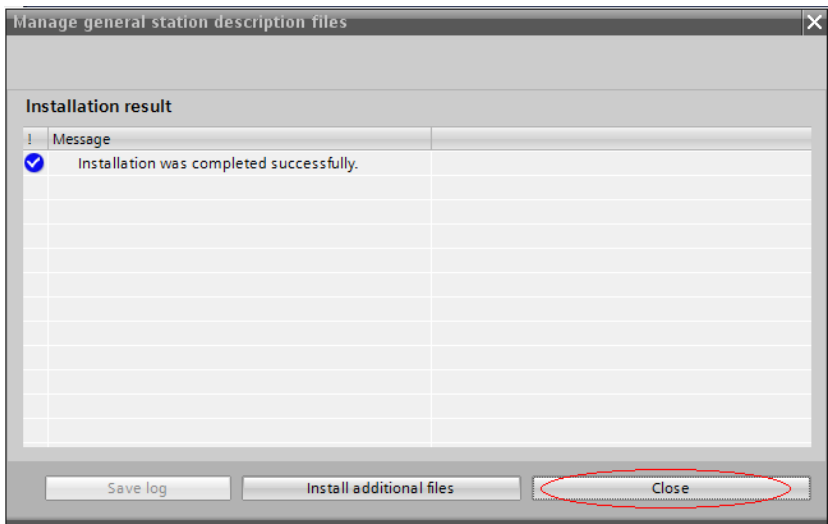 Manage general station description files
Installation result
! Message
Installation was completed successfully.
Save log Install additional files Close